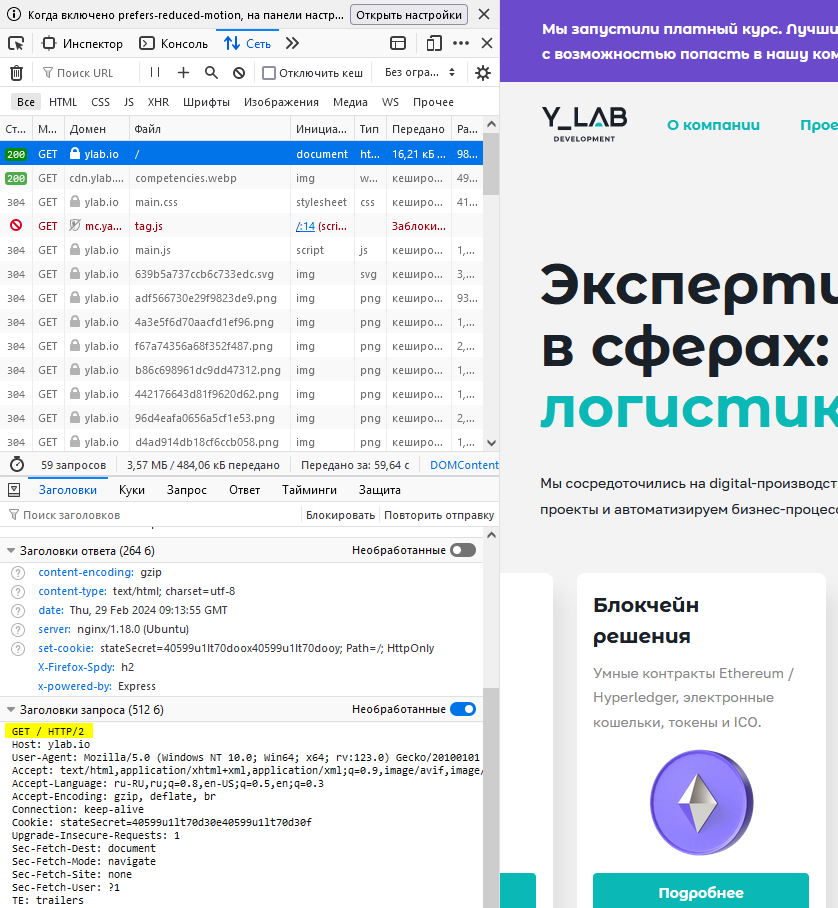 Когда включено prefers-reduced-motion, на панели настр...
Открыть настройки
Инспектор
Консоль
Сеть
Поиск URL
Отключить кеш
Без огра...
Все HTML CSS JS XHR Шрифты Изображения Медиа WS Прочее
Ст... М... Домен Файл Инициа... Тип Передано Ра...
200 GET ylab.io / document ht... 16,21 кБ ... 98...
200 GET cdn.ylab.... competencies.webp img w... кеширо... 49...
304 GET ylab.io main.css stylesheet css кеширо... 41...
GET mc.ya... tag.js /:14 (scri... Заблоки...
304 GET ylab.io main.js script js кеширо... 1,...
304 GET ylab.io 639b5a737ccb6c733edc.svg img svg кеширо... 3,...
304 GET ylab.io adf566730e29f9823de9.png img png кеширо... 93...
304 GET ylab.io 4a3e5f6d70aacfd1ef96.png img png кеширо... 1,...
304 GET ylab.io f67a74356a68f352f487.png img png кеширо... 2,...
304 GET ylab.io b86c698961dc9dd47312.png img png кеширо... 1,...
304 GET ylab.io 442176643d81f9620d62.png img png кеширо... 1,...
304 GET ylab.io 96d4eafa0656a5cf1e53.png img png кеширо... 2,...
304 GET ylab.io d4ad914db18cf6ccb058.png img png кеширо... 1,...
59 запросов 3,57 МБ / 484,06 кБ передано Передано за: 59,64 с DOMContent
Заголовки Куки Запрос Ответ Тайминги Защита
Поиск заголовков
Блокировать Повторить отправку
Заголовки ответа (264 б) Необработанные
content-encoding: gzip
content-type: text/html; charset=utf-8
date: Thu, 29 Feb 2024 09:13:55 GMT
server: nginx/1.18.0 (Ubuntu)
set-cookie: stateSecret=40599u1lt70doox40599u1lt70dooy; Path=/; HttpOnly
X-Firefox-Spdy: h2
x-powered-by: Express
Заголовки запроса (512 б) Необработанные
GET / HTTP/2
Host: ylab.io
User-Agent: Mozilla/5.0 (Windows NT 10.0; Win64; x64; rv:123.0) Gecko/20100101
Accept: text/html,application/xhtml+xml,application/xml;q=0.9,image/avif,image/
Accept-Language: ru-RU,ru;q=0.8,en-US;q=0.5,en;q=0.3
Accept-Encoding: gzip, deflate, br
Connection: keep-alive
Cookie: stateSecret=40599u1lt70d30e40599u1lt70d30f
Upgrade-Insecure-Requests: 1
Sec-Fetch-Dest: document
Sec-Fetch-Mode: navigate
Sec-Fetch-Site: none
Sec-Fetch-User: ?1
TE: trailers
Мы запустили платный курс. Лучши
с возможностью попасть в нашу ком
Y_LAB
DEVELOPMENT
О компании Прое
Эксперти
в сферах:
логистик
Мы сосредоточились на digital-производст
проекты и автоматизируем бизнес-процесс
Блокчейн
решения
Умные контракты Ethereum /
Hyperledger, электронные
кошельки, токены и ICO.
Подробнее